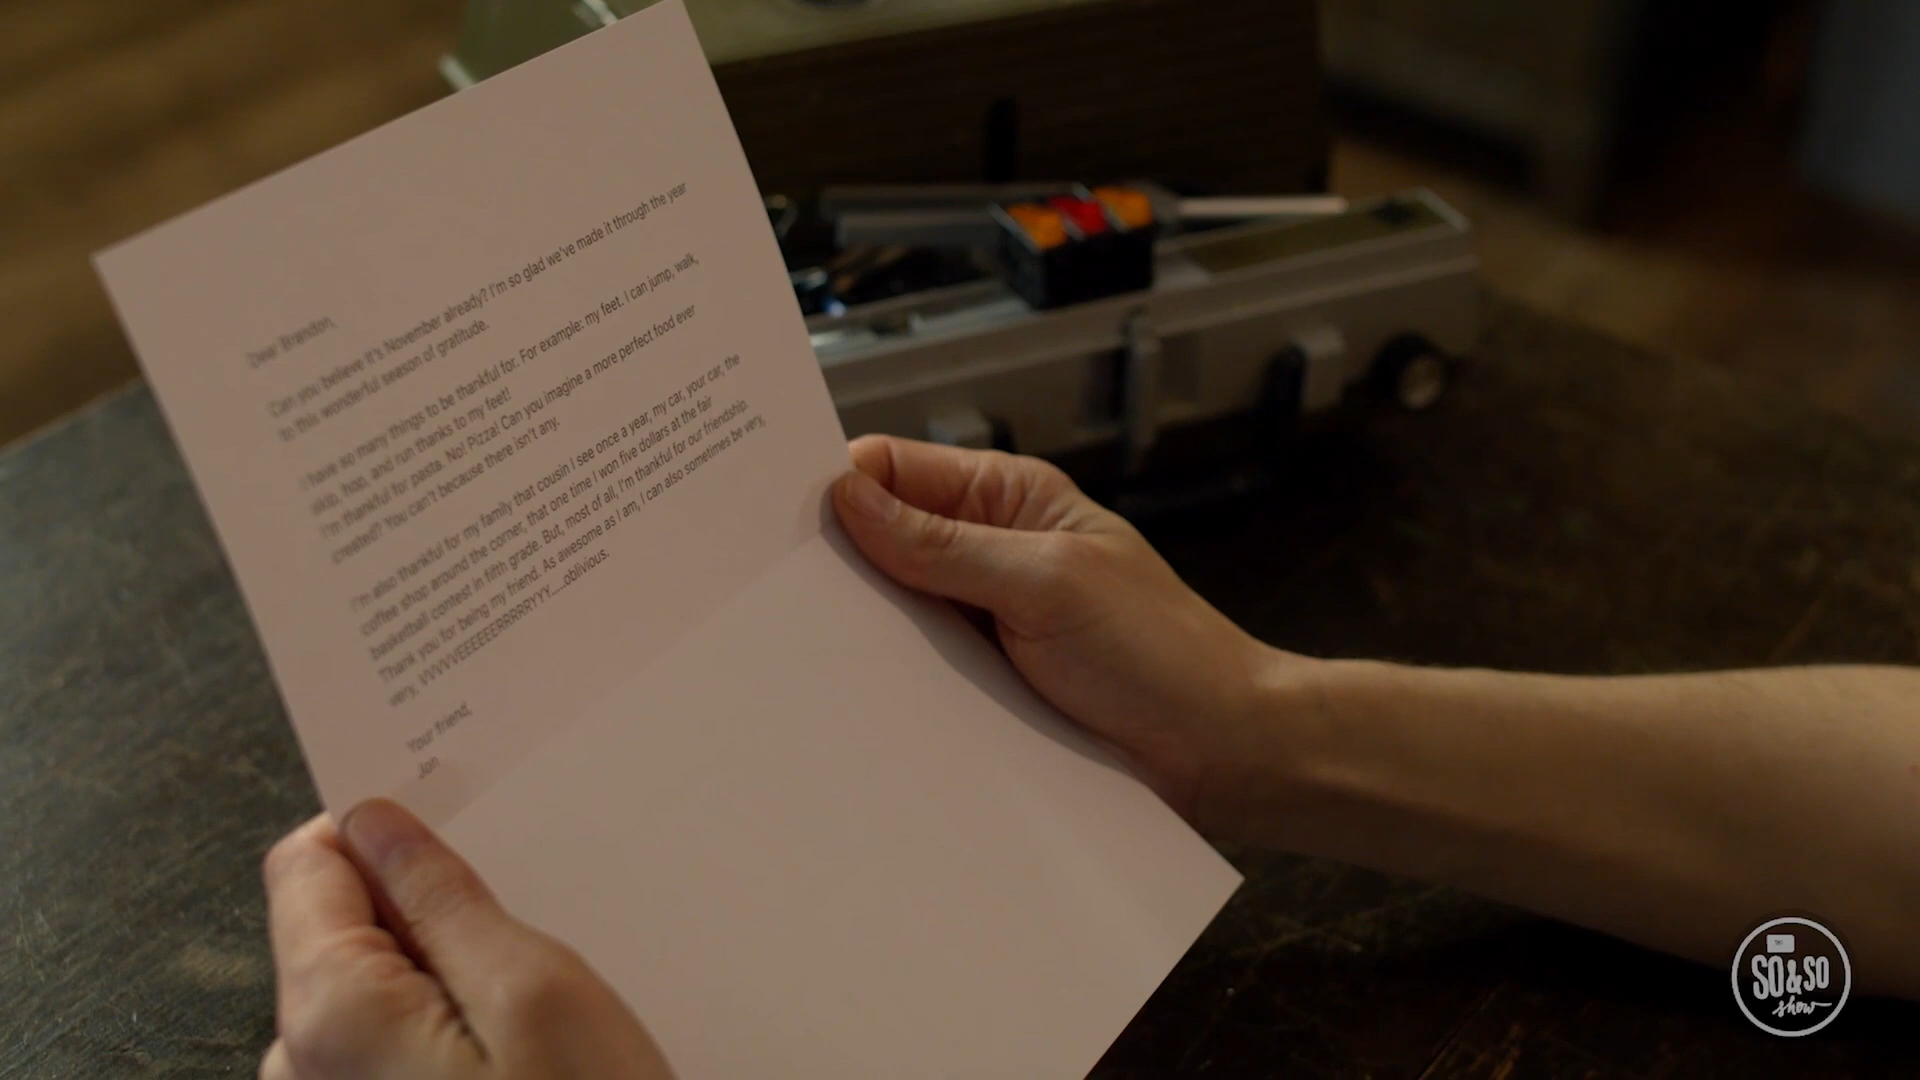 Dear Brandon,
Can you believe it's November already? I'm so glad we've made it through the year
to this wonderful season of gratitude.
I have so many things to be thankful for. For example: my feet. I can jump, walk,
skip, hop, and run thanks to my feet!
I'm thankful for pasta. No! Pizza! Can you imagine a more perfect food ever
created? You can't because there isn't any.
I'm also thankful for my family that cousin I see once a year, my car, your car, the
coffee shop around the corner, that one time I won five dollars at the fair
basketball contest in fifth grade. But, most of all, I'm thankful for our friendship.
Thank you for being my friend. As awesome as I am, I can also sometimes be very,
very, VVVVVEEEEEERRRRRYYY.....oblivious.
Your friend,
Jon
SO & SO
show